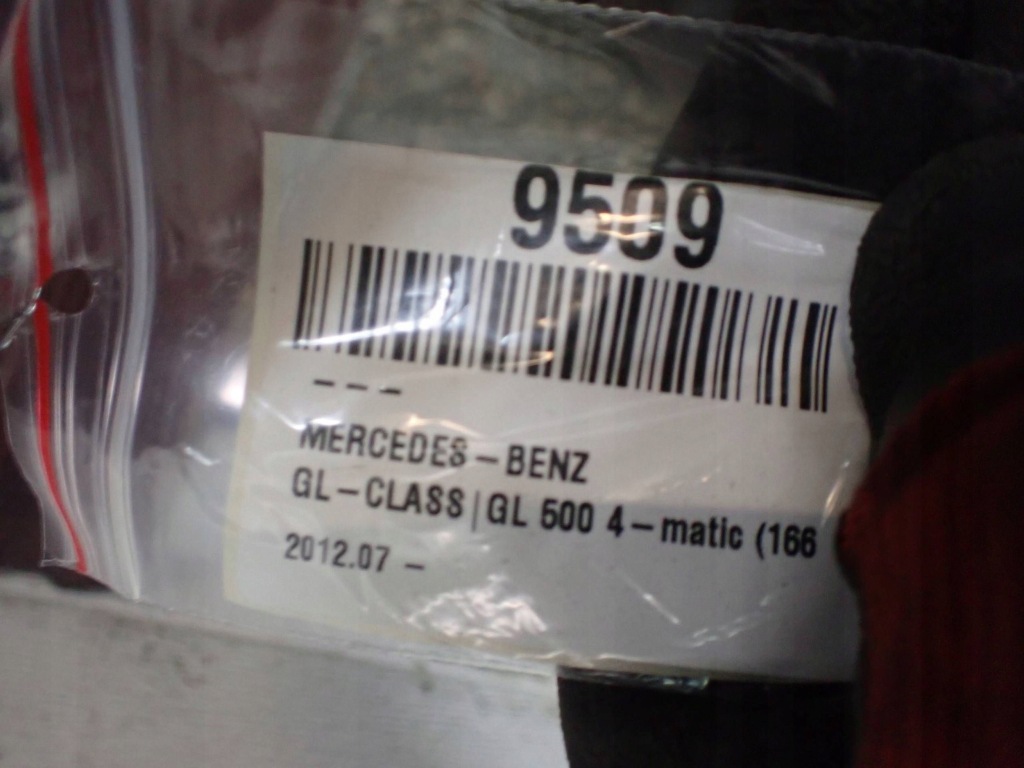 9509
---
MERCEDES-BENZ
GL-CLASS|GL 500 4-matic (166
2012.07 -